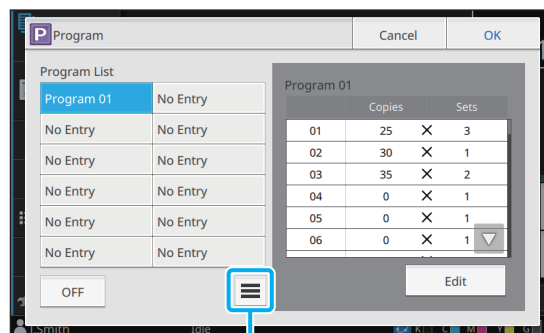 P Program
Cancel
OK
Program List
Program 01 No Entry
No Entry No Entry
No Entry No Entry
No Entry No Entry
No Entry No Entry
No Entry No Entry
OFF
Program 01
Copies Sets
01 25 × 3
02 30 × 1
03 35 × 2
04 0 × 1
05 0 × 1
06 0 × 1
Edit
I.Smith Idle K C M Y G